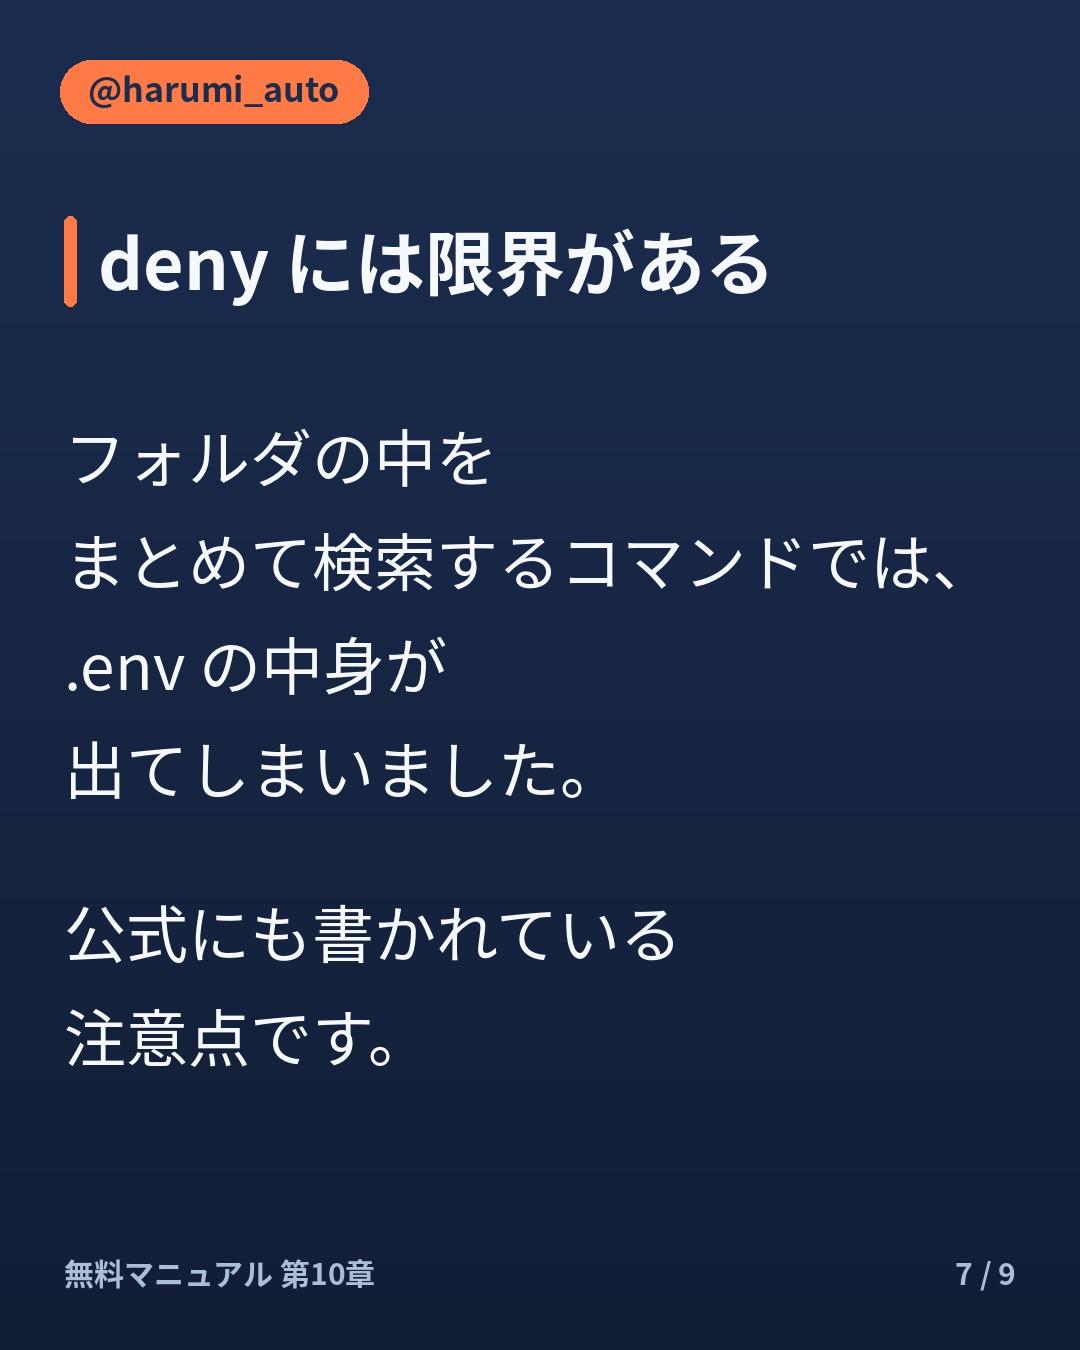 @harumi_auto
deny には限界がある
フォルダの中を
まとめて検索するコマンドでは、
.env の中身が
出てしまいました。
公式にも書かれている
注意点です。
無料マニュアル 第10章
7 / 9